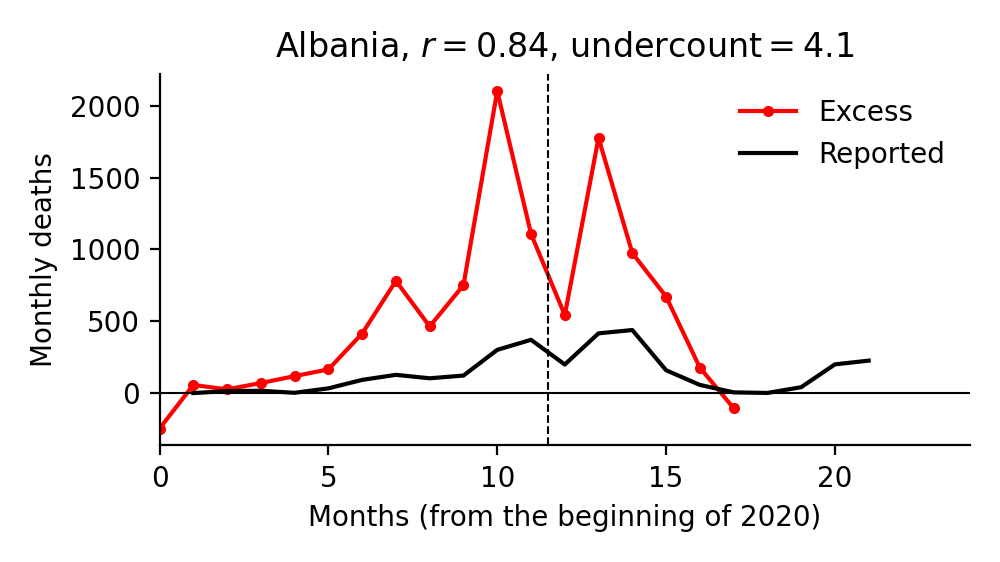 Albania, r = 0.84, undercount = 4.1
Excess
Reported
Monthly deaths
2000
1500
1000
500
0
0
5
10
15
20
Months (from the beginning of 2020)